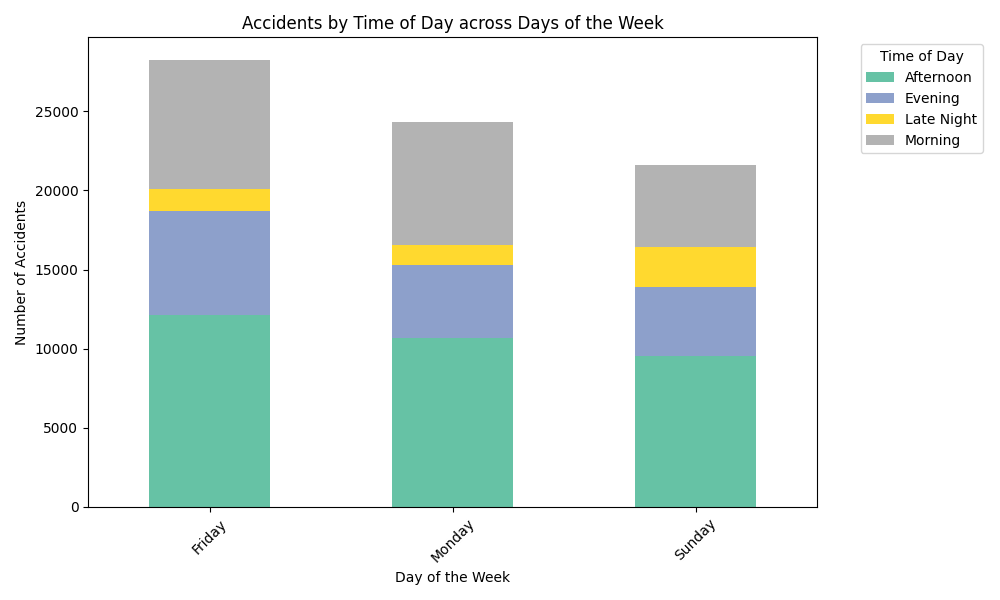 Accidents by Time of Day across Days of the Week
Time of Day
Afternoon
Evening
Late Night
Morning
Number of Accidents
25000
20000
15000
10000
5000
0
Friday
Monday
Sunday
Day of the Week